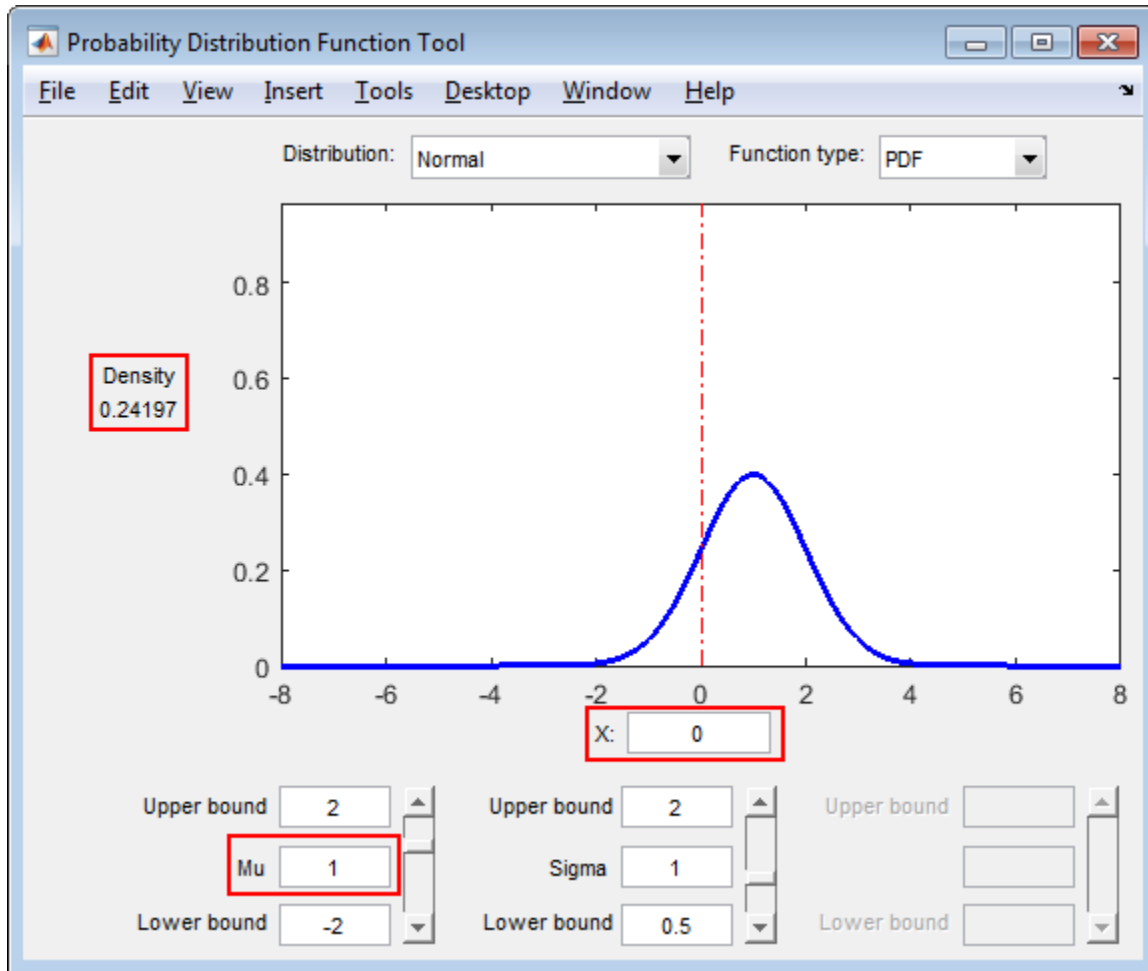 Probability Distribution Function Tool
File Edit View Insert Tools Desktop Window Help
Distribution: Normal Function type: PDF
0.8
0.6
0.4
0.2
0
Density
0.24197
-8 -6 -4 -2 0 2 4 6 8
X: 0
Upper bound 2 Upper bound 2 Upper bound
Mu 1 Sigma 1
Lower bound -2 Lower bound 0.5 Lower bound